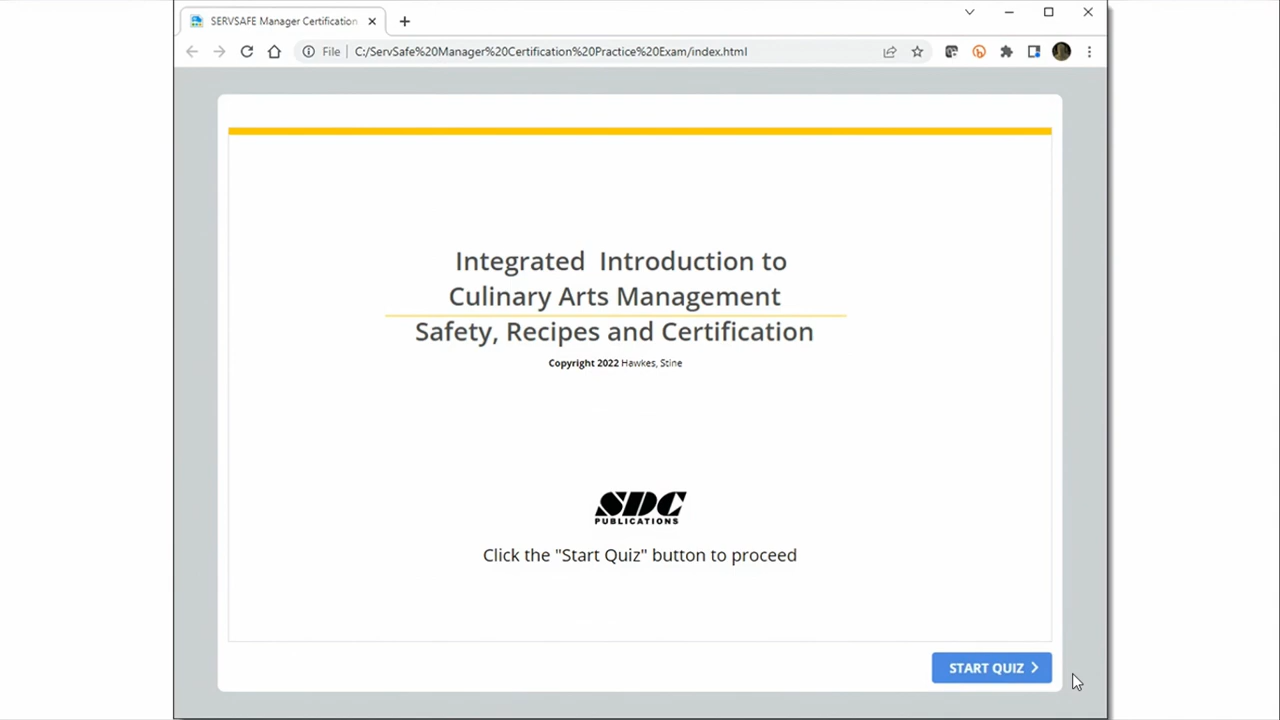 SERVSAFE Manager Certification
File
C:/ServSafe%20Manager%20Certification%20Practice%20Exam/index.html
Integrated Introduction to
Culinary Arts Management
Safety, Recipes and Certification
Copyright 2022 Hawkes, Stine
SDC
PUBLICATIONS
Click the "Start Quiz" button to proceed
START QUIZ